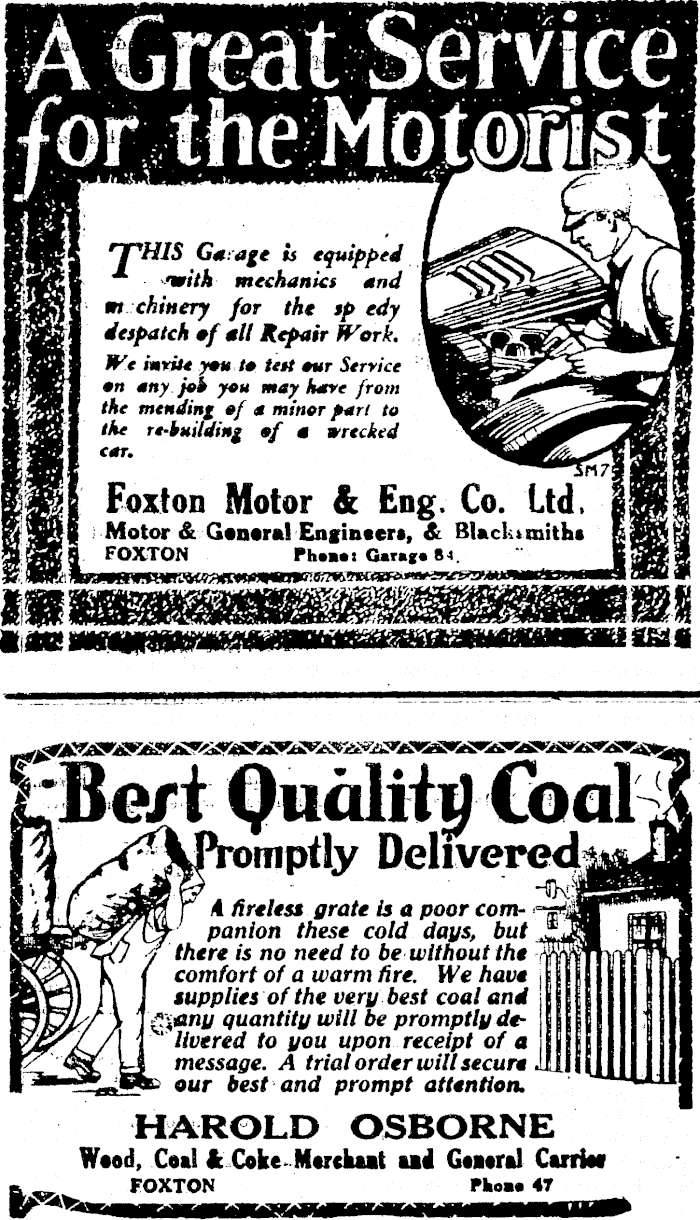 A Great Service
for the Motorist
THIS Garage is equipped
with mechanics and
m chinery for the sp edy
despatch of all Repair Work.
We invite you to test our Service
on any job you may have from
the mending of a minor part to
the re-building of a wrecked
car.
SM7
Foxton Motor & Eng. Co. Ltd.
Motor & General Engineers, & Blacksmiths
FOXTON Phone: Garage 84.
Best Quality Coal
Promptly Delivered
A fireless grate is a poor com-
panion these cold days, but
there is no need to be without the
comfort of a warm fire. We have
supplies of the very best coal and
any quantity will be promptly de-
livered to you upon receipt of a
message. A trial order will secure
our best and prompt attention.
HAROLD OSBORNE
Wood, Coal & Coke Merchant and General Carrier
FOXTON Phone 47